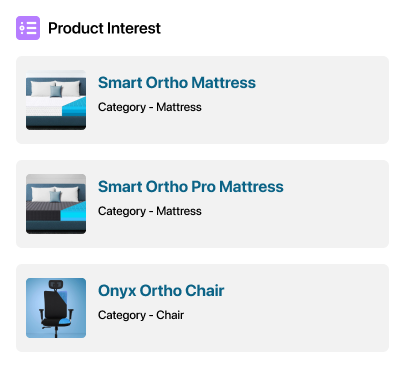 Product Interest
Smart Ortho Mattress
Category - Mattress
Smart Ortho Pro Mattress
Category - Mattress
Onyx Ortho Chair
Category - Chair